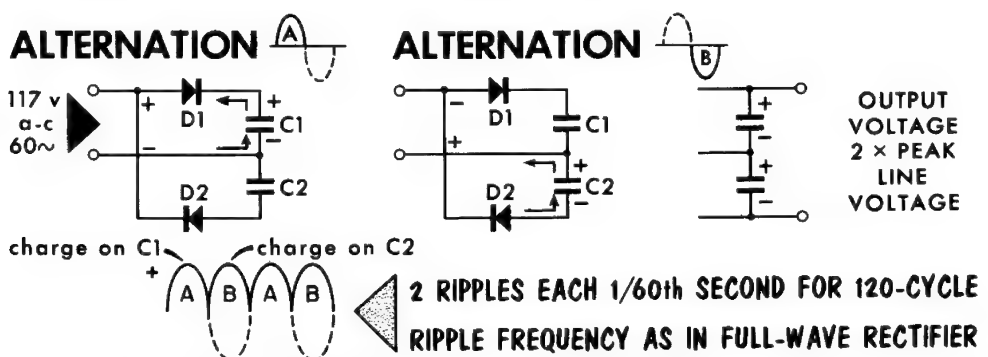 ALTERNATION A
ALTERNATION B
117 v
a-c
60~
+ D1 + C1 -
- D2 C2
- D1 C1
+ D2 + C2 -
+ -
+ -
OUTPUT
VOLTAGE
2 × PEAK
LINE
VOLTAGE
charge on C1 charge on C2
+ A B A B
2 RIPPLES EACH 1/60th SECOND FOR 120-CYCLE
RIPPLE FREQUENCY AS IN FULL-WAVE RECTIFIER